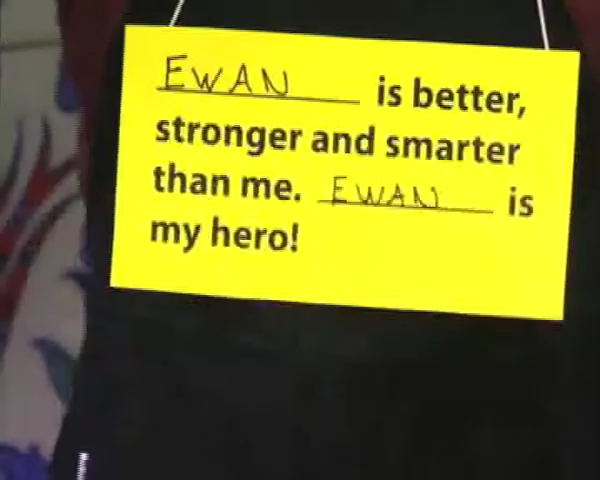 EWAN is better,
stronger and smarter
than me. EWAN is
my hero!